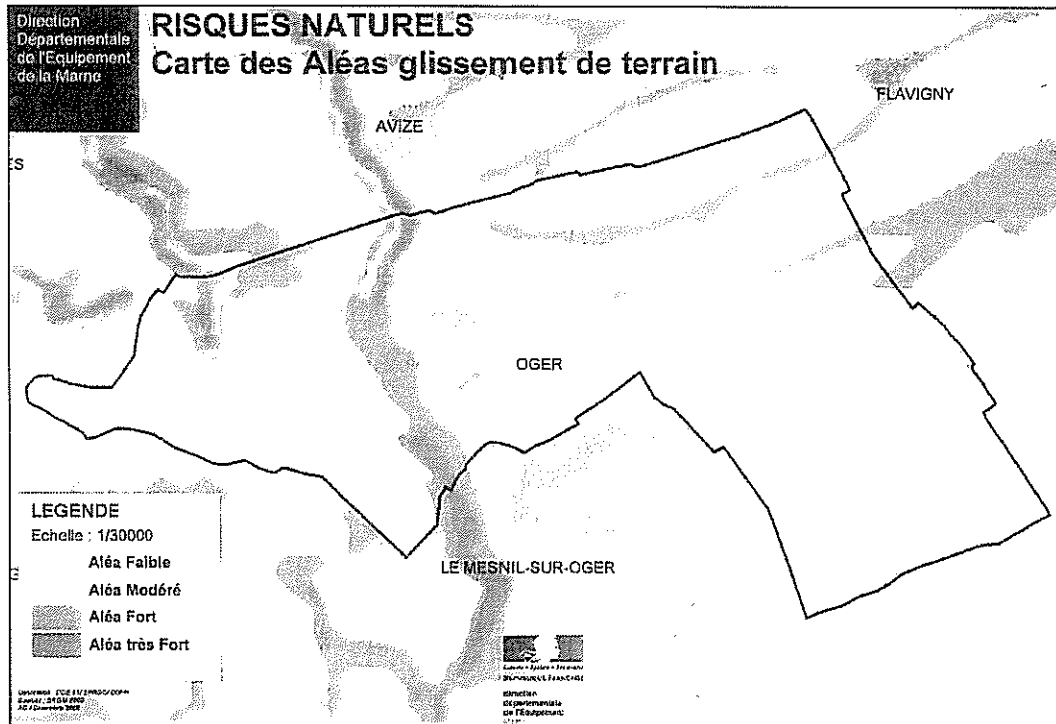 Direction
Départementale
de l'Equipement
de la Marne
RISQUES NATURELS
Carte des Aléas glissement de terrain
FLAVIGNY
AVIZE
ES
OGER
LE MESNIL-SUR-OGER
LEGENDE
Echelle : 1/30000
Aléa Faible
Aléa Modéré
Aléa Fort
Aléa très Fort
direction
départementale
de l'Équipement